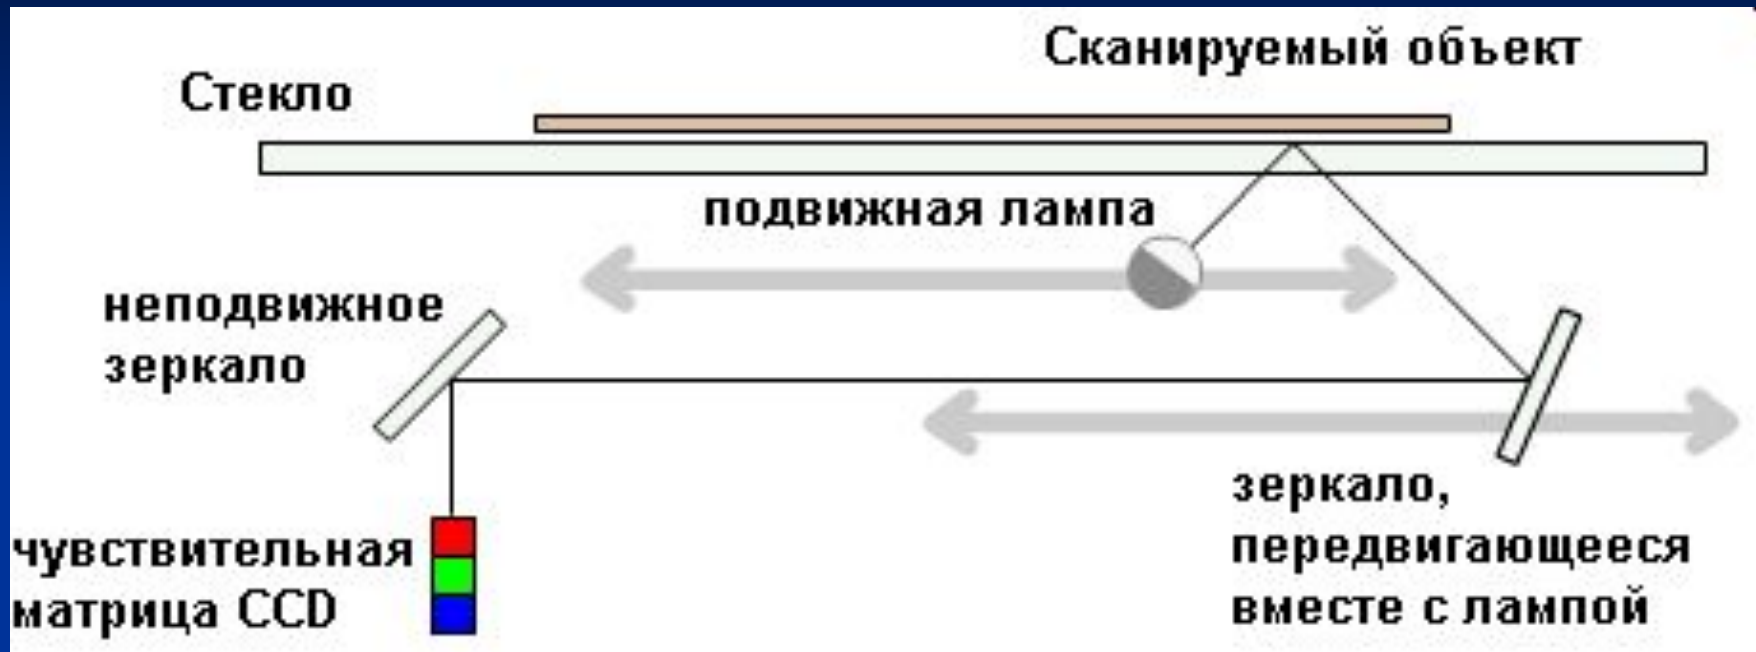 Сканируемый объект
Стекло
подвижная лампа
неподвижное
зеркало
зеркало,
передвигающееся
вместе с лампой
чувствительная
матрица CCD